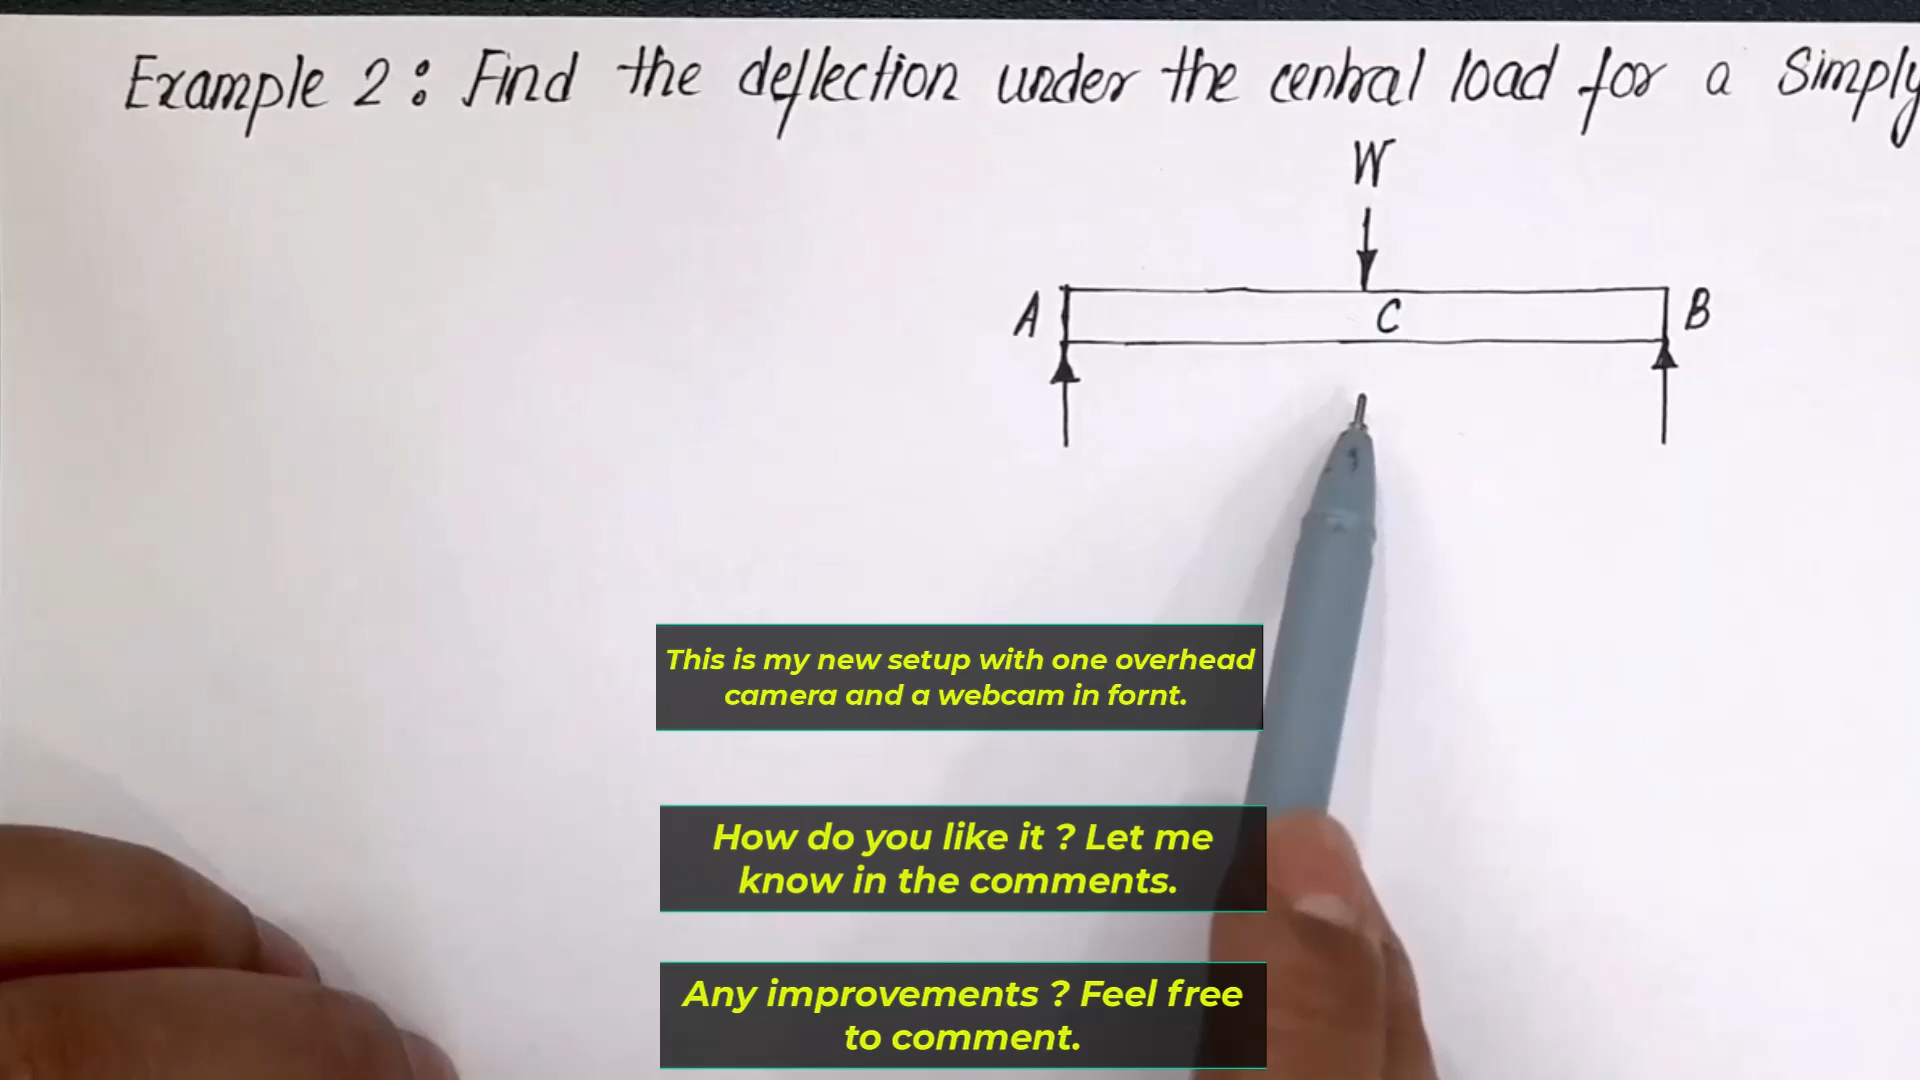 Example 2: Find the deflection under the central load for a Simply
W
A
C
B
This is my new setup with one overhead
camera and a webcam in fornt.
How do you like it ? Let me
know in the comments.
Any improvements ? Feel free
to comment.